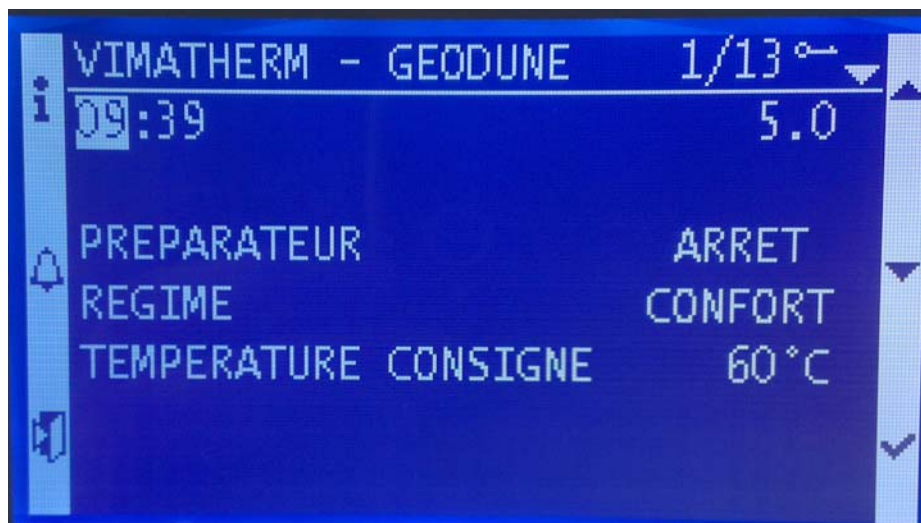 VIMATHERM - GEODUNE 1/13
09:39 5.0
PREPARATEUR ARRET
REGIME CONFORT
TEMPERATURE CONSIGNE 60°C